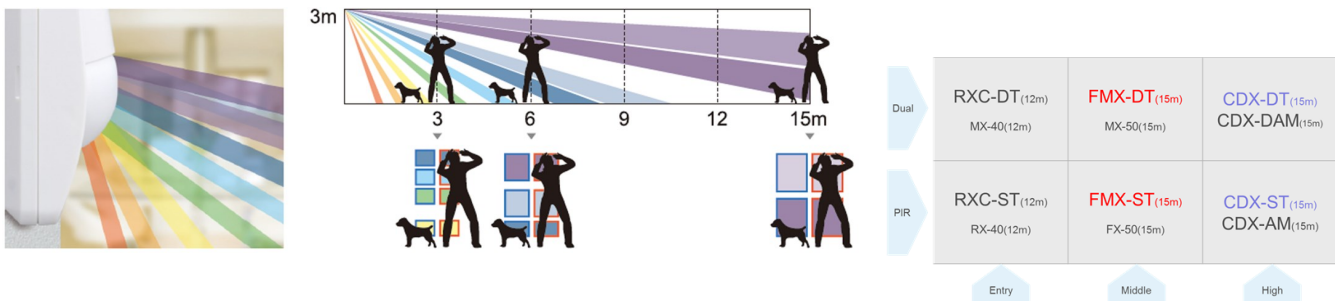 3m
3
6
9
12
15m
Dual
RXC-DT(12m)
MX-40(12m)
FMX-DT(15m)
MX-50(15m)
CDX-DT(15m)
CDX-DAM(15m)
PIR
RXC-ST(12m)
RX-40(12m)
FMX-ST(15m)
FX-50(15m)
CDX-ST(15m)
CDX-AM(15m)
Entry
Middle
High